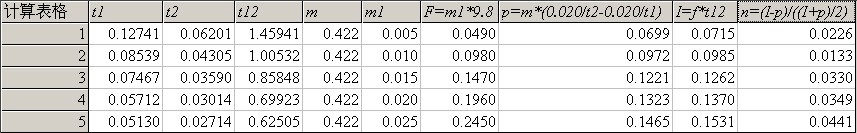 计算表格 t1 t2 t12 m m1 F=m1*9.8 p=m*(0.020/t2-0.020/t1) I=f*t12 n=(I-p)/((I+p)/2)
1 0.12741 0.06201 1.45941 0.422 0.005 0.0490 0.0699 0.0715 0.0226
2 0.08539 0.04305 1.00532 0.422 0.010 0.0980 0.0972 0.0985 0.0133
3 0.07467 0.03590 0.85848 0.422 0.015 0.1470 0.1221 0.1262 0.0330
4 0.05712 0.03014 0.69923 0.422 0.020 0.1960 0.1323 0.1370 0.0349
5 0.05130 0.02714 0.62505 0.422 0.025 0.2450 0.1465 0.1531 0.0441